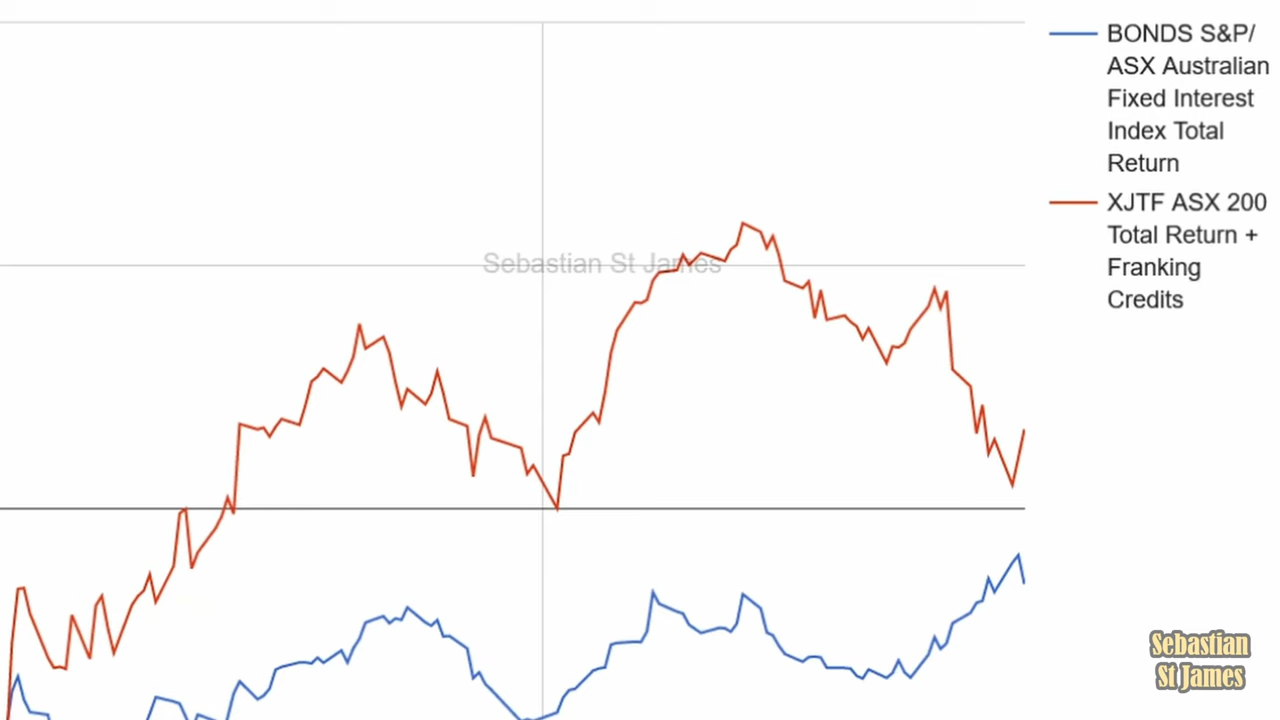 BONDS S&P/
ASX Australian
Fixed Interest
Index Total
Return
XJTF ASX 200
Total Return +
Franking
Credits
Sebastian St James
Sebastian
St James